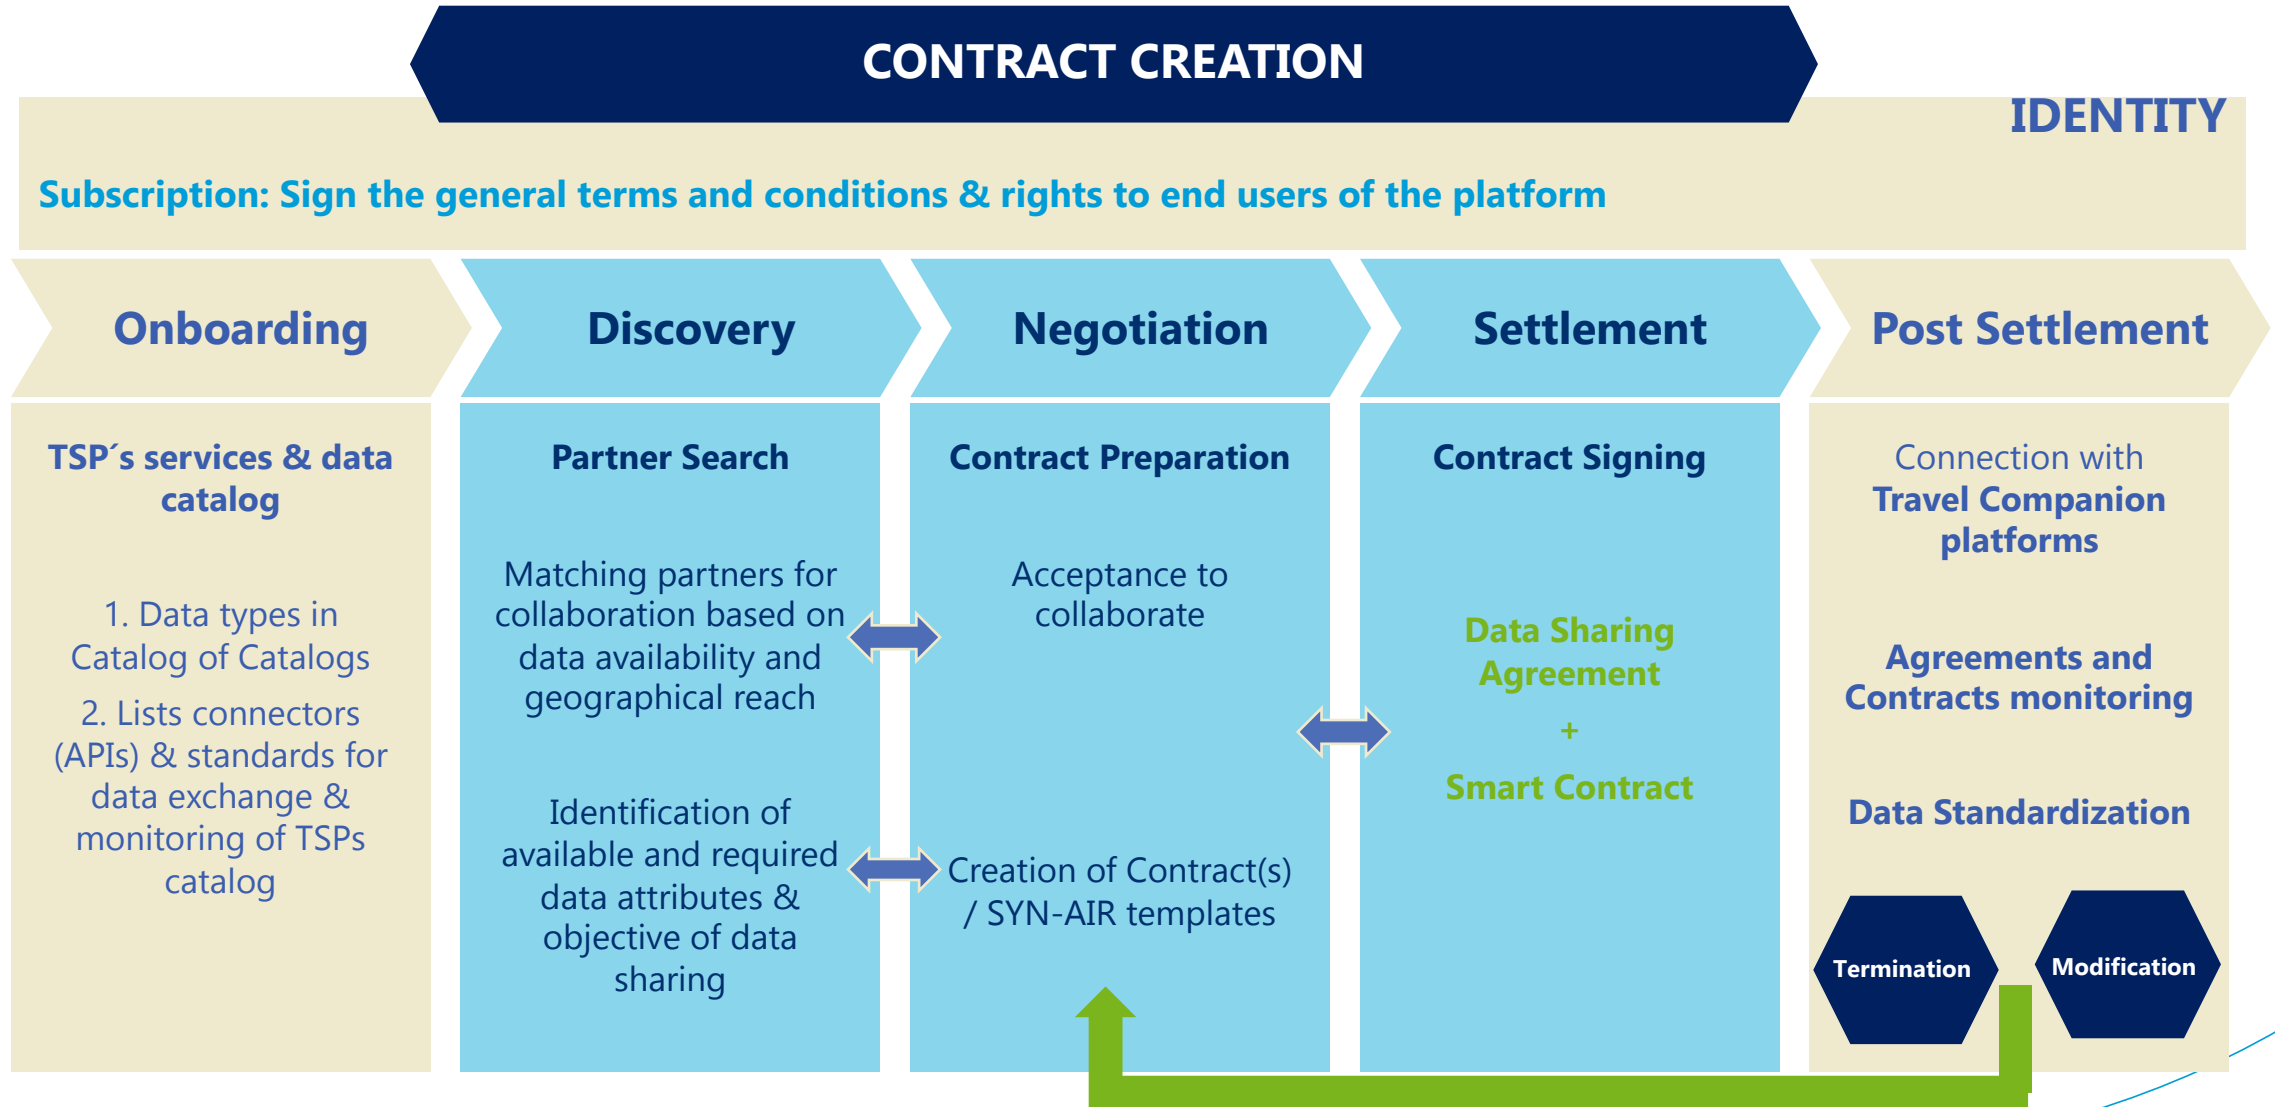 CONTRACT CREATION
IDENTITY
Subscription: Sign the general terms and conditions & rights to end users of the platform
Onboarding
Discovery
Negotiation
Settlement
Post Settlement
TSP´s services & data
catalog
1. Data types in
Catalog of Catalogs
2. Lists connectors
(APIs) & standards for
data exchange &
monitoring of TSPs
catalog
Partner Search
Matching partners for
collaboration based on
data availability and
geographical reach
Identification of
available and required
data attributes &
objective of data
sharing
Contract Preparation
Acceptance to
collaborate
Creation of Contract(s)
/ SYN-AIR templates
Contract Signing
Data Sharing
Agreement
+
Smart Contract
Connection with
Travel Companion
platforms
Agreements and
Contracts monitoring
Data Standardization
Termination
Modification